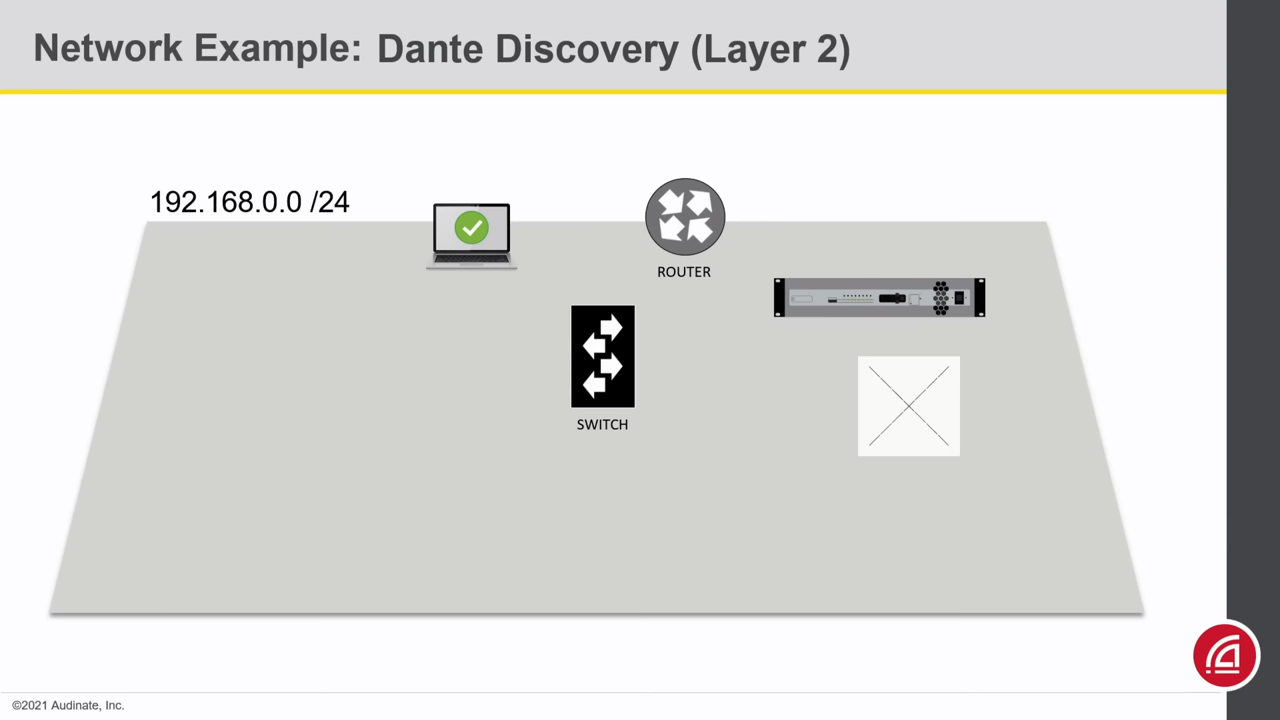 Network Example: Dante Discovery (Layer 2)
192.168.0.0 /24
ROUTER
SWITCH
©2021 Audinate, Inc.